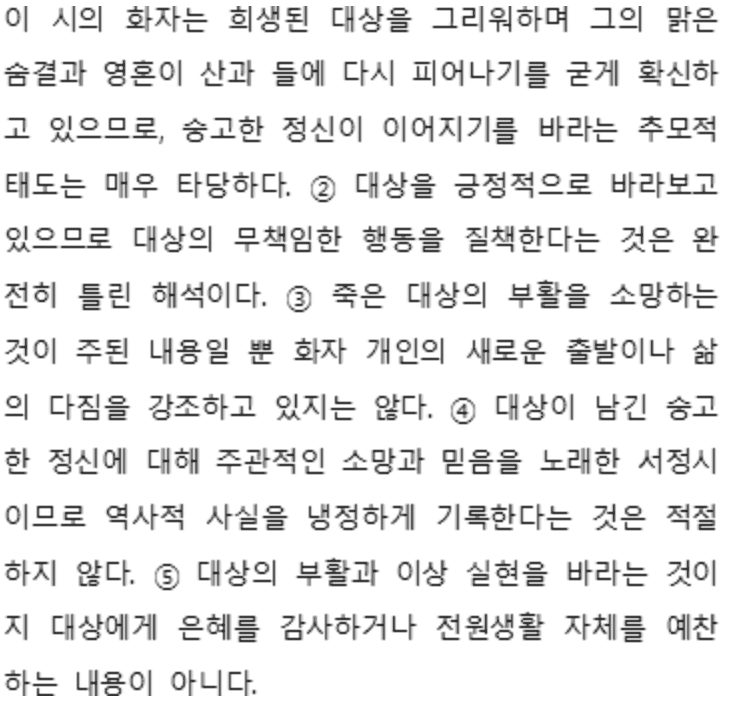 이 시의 화자는 희생된 대상을 그리워하며 그의 맑은
숨결과 영혼이 산과 들에 다시 피어나기를 굳게 확신하
고 있으므로, 숭고한 정신이 이어지기를 바라는 추모적
태도는 매우 타당하다. ② 대상을 긍정적으로 바라보고
있으므로 대상의 무책임한 행동을 질책한다는 것은 완
전히 틀린 해석이다. ③ 죽은 대상의 부활을 소망하는
것이 주된 내용일 뿐 화자 개인의 새로운 출발이나 삶
의 다짐을 강조하고 있지는 않다. ④ 대상이 남긴 숭고
한 정신에 대해 주관적인 소망과 믿음을 노래한 서정시
이므로 역사적 사실을 냉정하게 기록한다는 것은 적절
하지 않다. ⑤ 대상의 부활과 이상 실현을 바라는 것이
지 대상에게 은혜를 감사하거나 전원생활 자체를 예찬
하는 내용이 아니다.